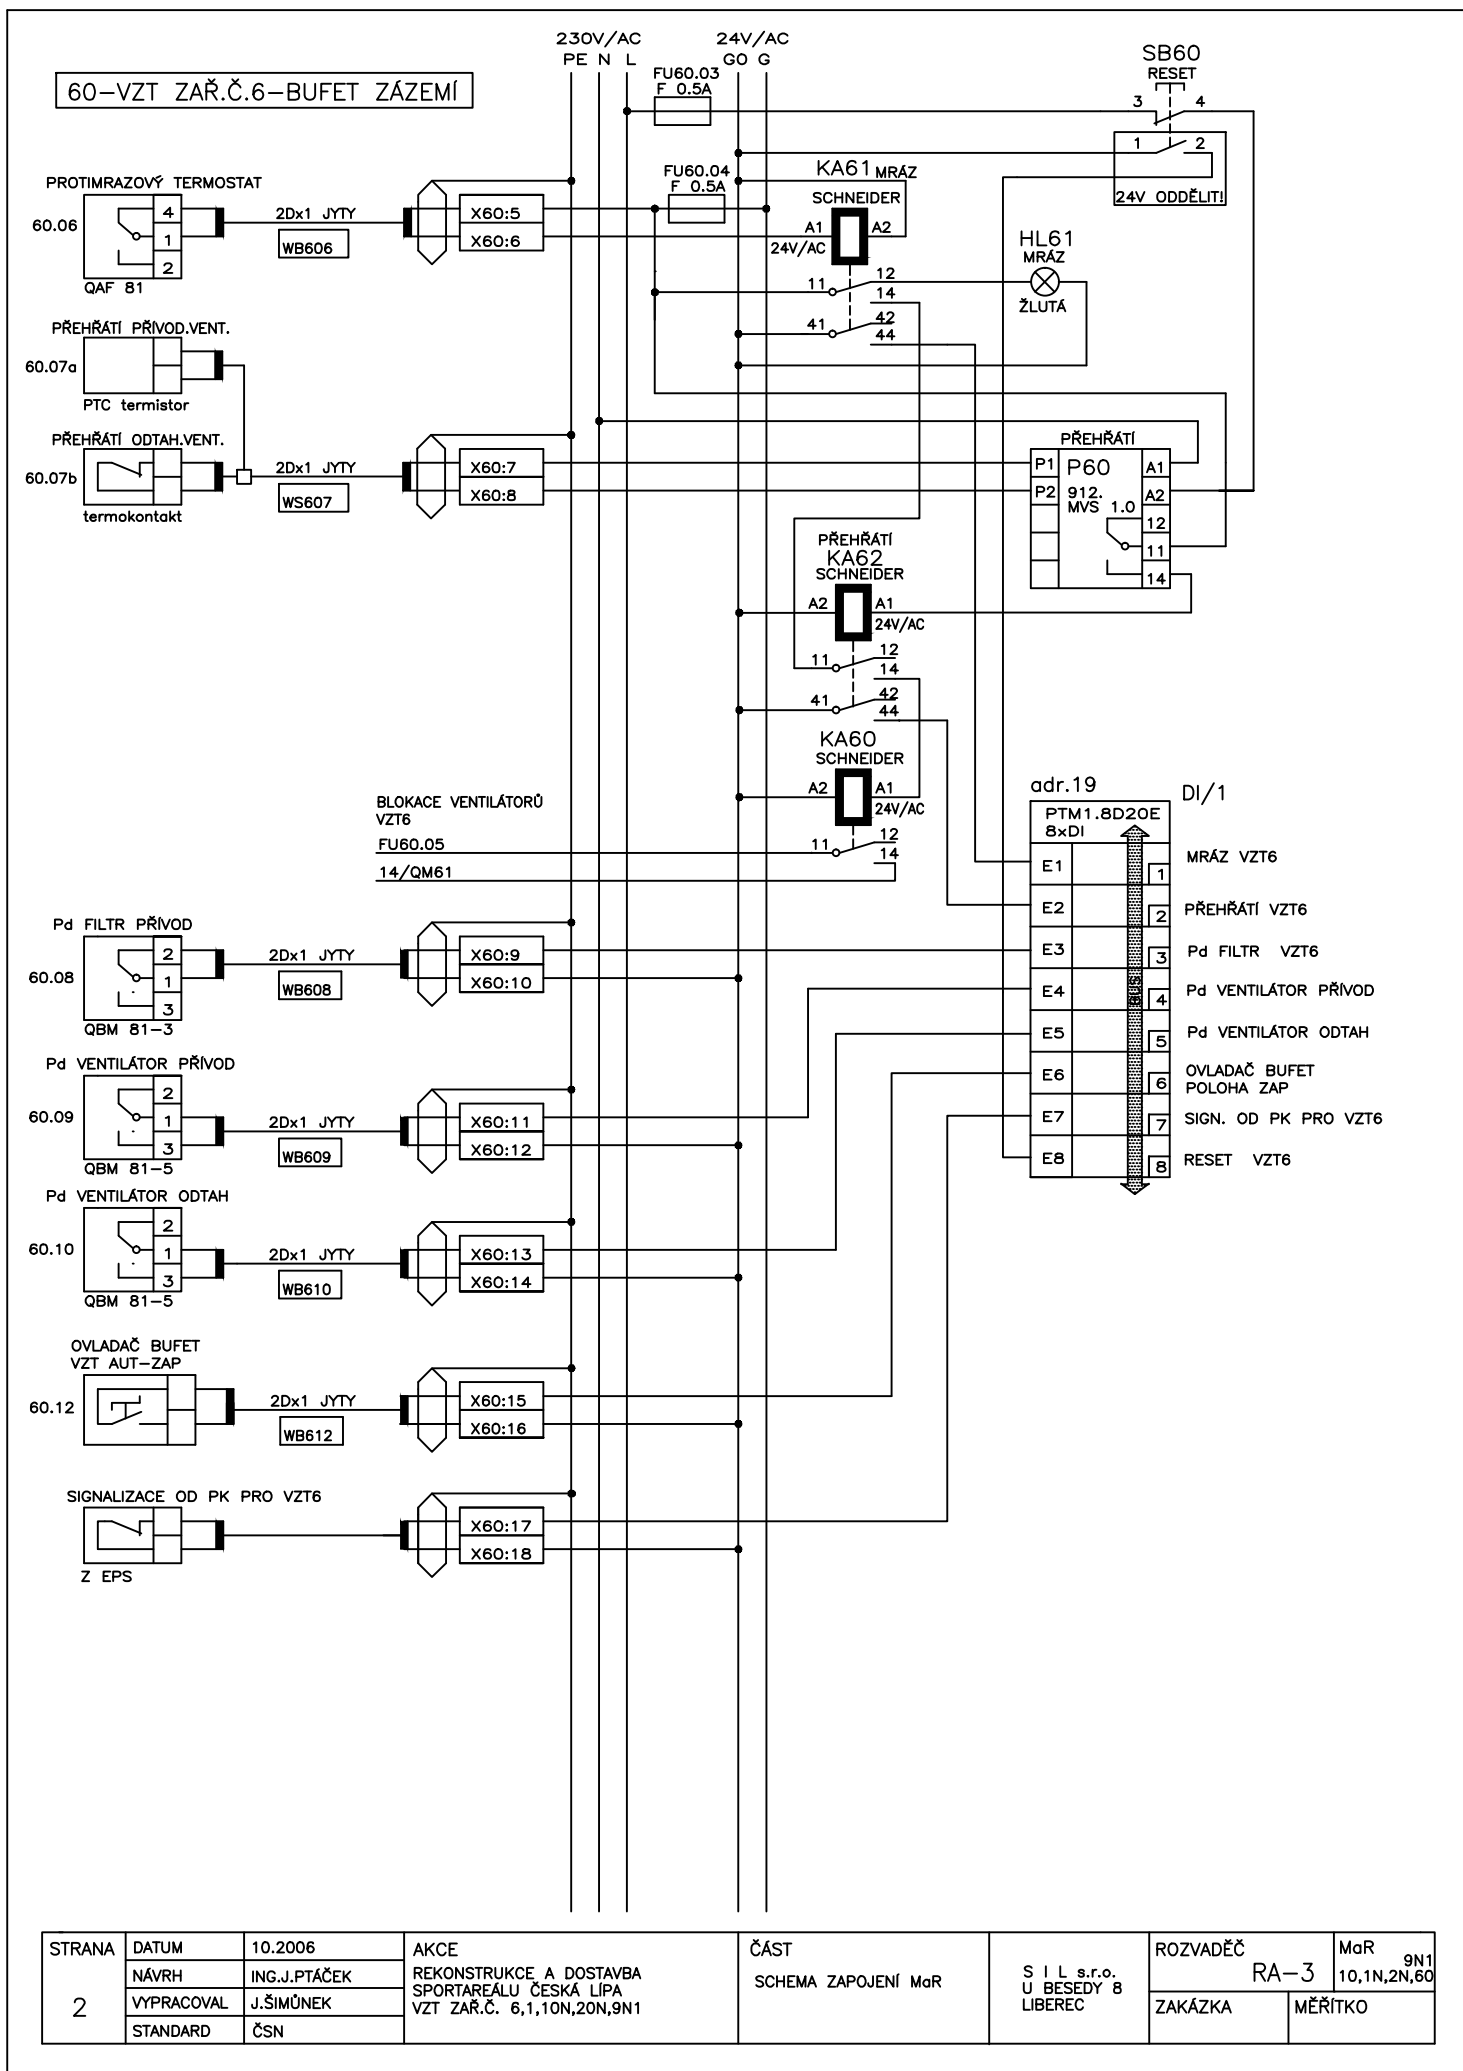 230V/AC
PE N L
24V/AC
GO G
60-VZT ZAŘ.Č.6-BUFET ZÁZEMÍ
FU60.03
F 0.5A
SB60
RESET
3
4
1
2
24V ODDĚLIT!
PROTIMRAZOVÝ TERMOSTAT
60.06
4
1
2
QAF 81
2Dx1 JYTY
WB606
X60:5
X60:6
FU60.04
F 0.5A
KA61 MRÁZ
SCHNEIDER
A1
A2
24V/AC
HL61
MRÁZ
ŽLUTÁ
11
12
14
41
42
44
PŘEHŘÁTÍ PŘÍVOD.VENT.
60.07a
PTC termistor
PŘEHŘÁTÍ ODTAH.VENT.
60.07b
termokontakt
2Dx1 JYTY
WS607
X60:7
X60:8
PŘEHŘÁTÍ
P1
P60
A1
P2
912.
MVS 1.0
A2
12
11
14
PŘEHŘÁTÍ
KA62
SCHNEIDER
A2
A1
24V/AC
11
12
14
41
42
44
KA60
SCHNEIDER
A2
A1
24V/AC
11
12
14
BLOKACE VENTILÁTORŮ
VZT6
FU60.05
14/QM61
adr.19
DI/1
PTM1.8D20E
8xDI
BUS
E1
1
MRÁZ VZT6
E2
2
PŘEHŘÁTÍ VZT6
E3
3
Pd FILTR VZT6
E4
4
Pd VENTILÁTOR PŘÍVOD
E5
5
Pd VENTILÁTOR ODTAH
E6
6
OVLADAČ BUFET
POLOHA ZAP
E7
7
SIGN. OD PK PRO VZT6
E8
8
RESET VZT6
Pd FILTR PŘÍVOD
60.08
2
1
3
QBM 81-3
2Dx1 JYTY
WB608
X60:9
X60:10
Pd VENTILÁTOR PŘÍVOD
60.09
2
1
3
QBM 81-5
2Dx1 JYTY
WB609
X60:11
X60:12
Pd VENTILÁTOR ODTAH
60.10
2
1
3
QBM 81-5
2Dx1 JYTY
WB610
X60:13
X60:14
OVLADAČ BUFET
VZT AUT-ZAP
60.12
2Dx1 JYTY
WB612
X60:15
X60:16
SIGNALIZACE OD PK PRO VZT6
Z EPS
X60:17
X60:18
STRANA
2
DATUM
10.2006
NÁVRH
ING.J.PTÁČEK
VYPRACOVAL
J.ŠIMŮNEK
STANDARD
ČSN
AKCE
REKONSTRUKCE A DOSTAVBA
SPORTAREÁLU ČESKÁ LÍPA
VZT ZAŘ.Č. 6,1,10N,20N,9N1
ČÁST
SCHEMA ZAPOJENÍ MaR
S I L s.r.o.
U BESEDY 8
LIBEREC
ROZVADĚČ
RA-3
MaR
9N1
10,1N,2N,60
ZAKÁZKA
MĚŘÍTKO